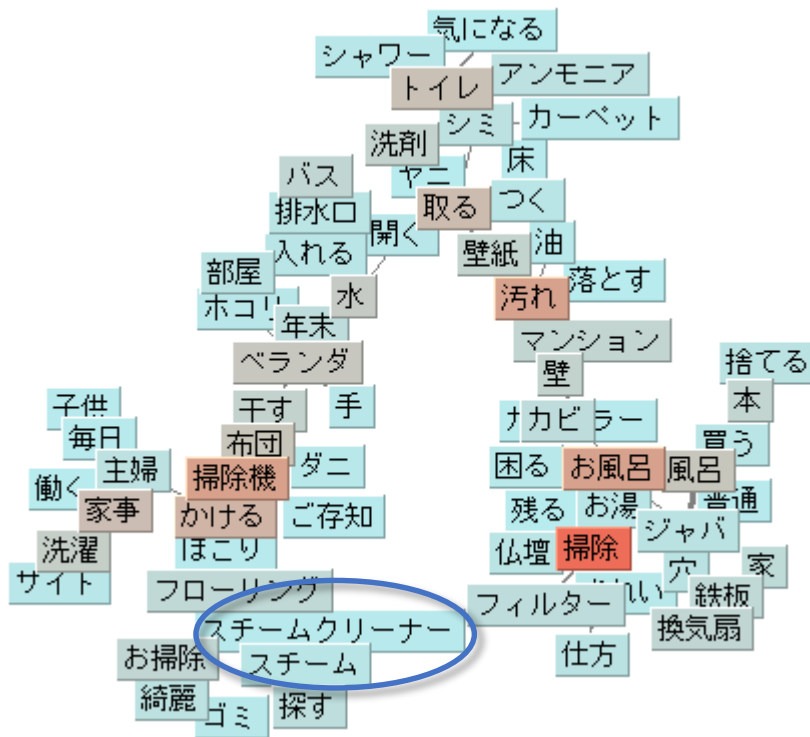 気になる
シャワー
トイレ
アンモニア
シミ
カーペット
洗剤
ヤニ
床
バス
排水口
取る
つく
開く
入れる
壁紙
油
部屋
汚れ
落とす
ホコリ
水
年末
マンション
ベランダ
壁
捨てる
子供
干す
手
本
毎日
布団
カビ
買う
主婦
掃除機
ダニ
困る
お風呂
風呂
働く
家事
かける
ご存知
残る
お湯
普通
洗濯
ほこり
仏壇
掃除
ジャバ
サイト
フローリング
穴
家
フィルター
鉄板
スチームクリーナー
換気扇
お掃除
スチーム
仕方
綺麗
ゴミ
探す